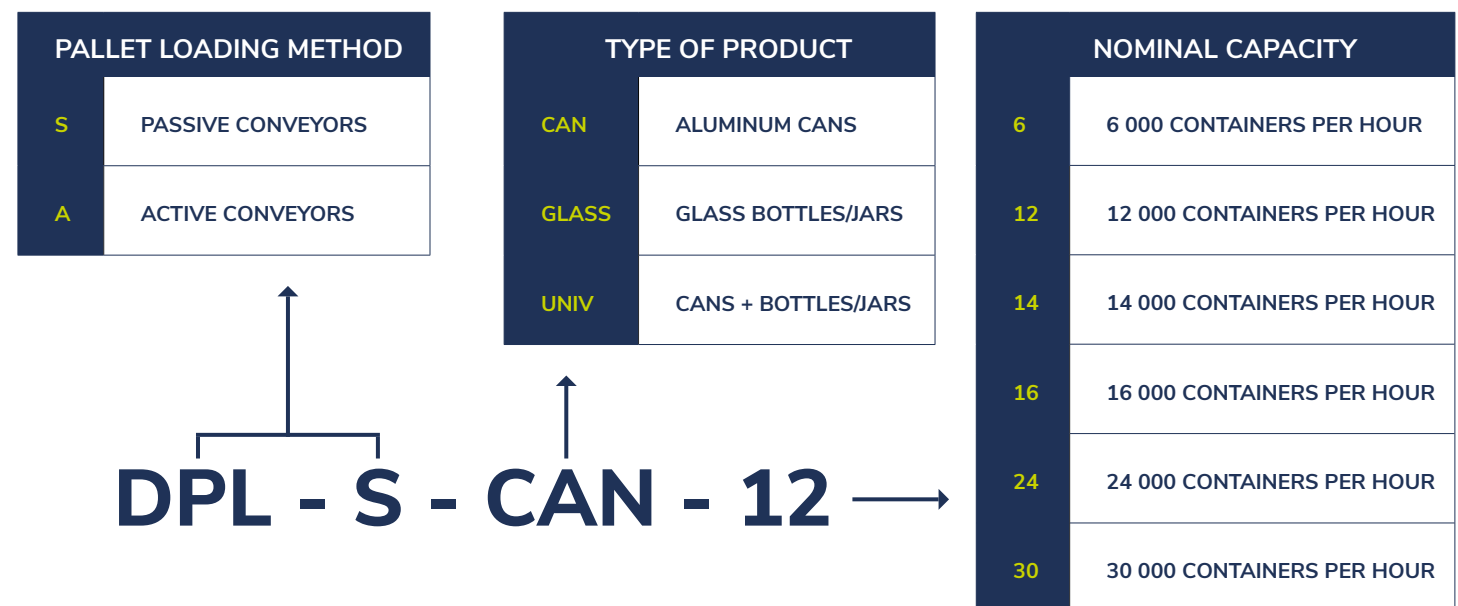 PALLET LOADING METHOD
S PASSIVE CONVEYORS
A ACTIVE CONVEYORS
TYPE OF PRODUCT
CAN ALUMINUM CANS
GLASS GLASS BOTTLES/JARS
UNIV CANS + BOTTLES/JARS
NOMINAL CAPACITY
6 6 000 CONTAINERS PER HOUR
12 12 000 CONTAINERS PER HOUR
14 14 000 CONTAINERS PER HOUR
16 16 000 CONTAINERS PER HOUR
24 24 000 CONTAINERS PER HOUR
30 30 000 CONTAINERS PER HOUR
DPL - S - CAN - 12